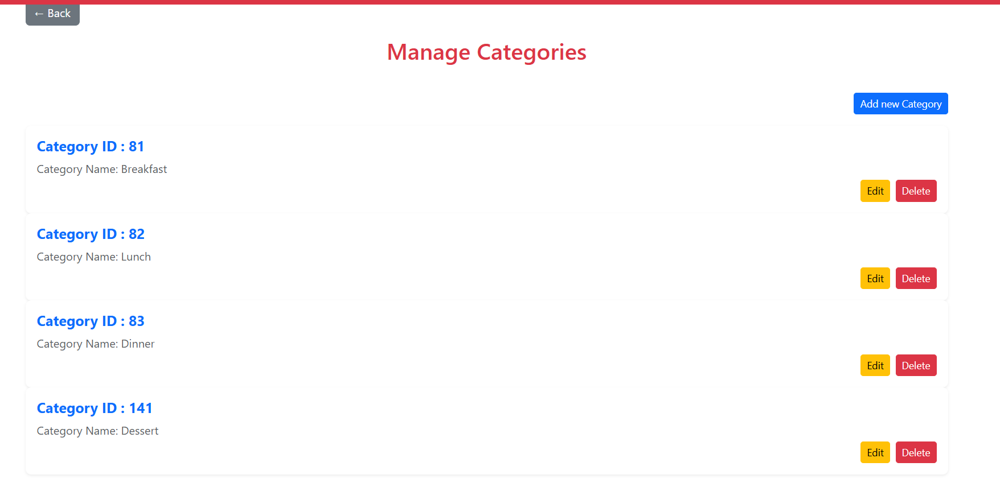 ← Back
Manage Categories
Add new Category
Category ID : 81
Category Name: Breakfast
Edit Delete
Category ID : 82
Category Name: Lunch
Edit Delete
Category ID : 83
Category Name: Dinner
Edit Delete
Category ID : 141
Category Name: Dessert
Edit Delete